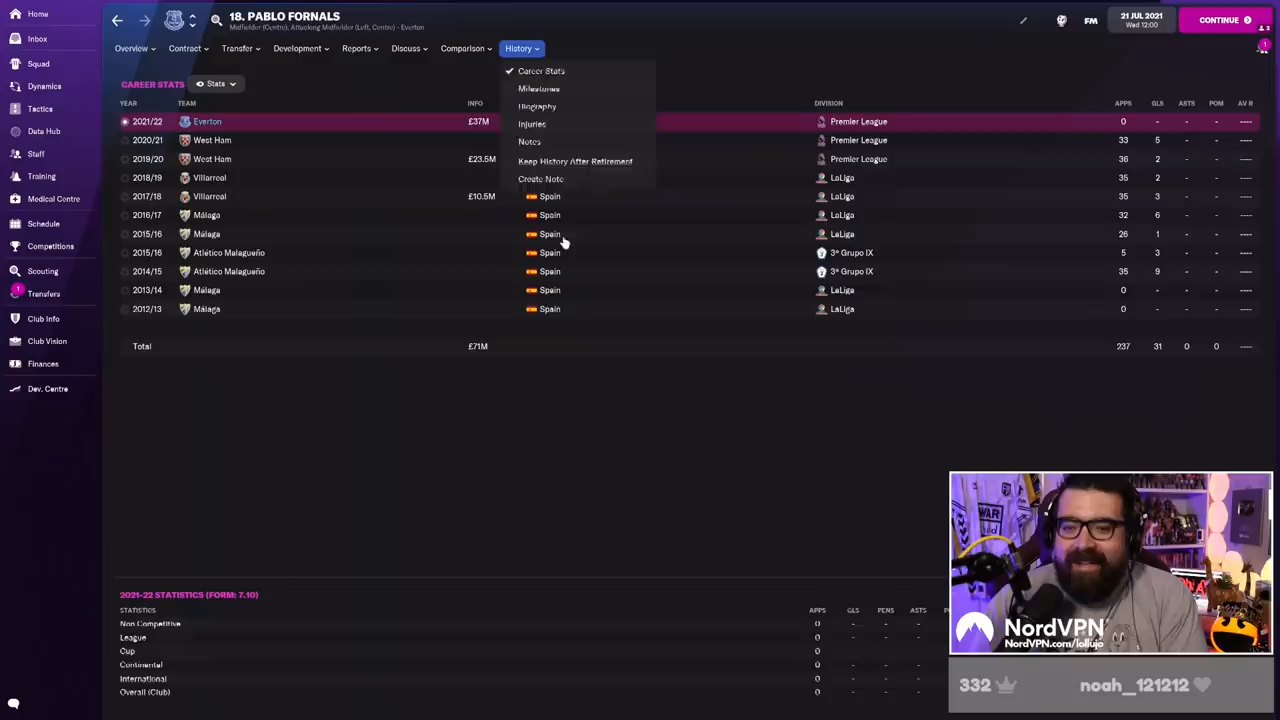 Home
Inbox
Squad
Dynamics
Tactics
Data Hub
Staff
Training
Medical Centre
Schedule
Competitions
Scouting
1
Transfers
Club Info
Club Vision
Finances
Dev. Centre
18. PABLO FORNALS
Midfielder (Centre); Attacking Midfielder (Left, Centre) - Everton
FM
21 JUL 2021
Wed 12:00
CONTINUE
2
1
Overview Contract Transfer Development Reports Discuss Comparison History
CAREER STATS Stats
Career Stats
Milestones
Biography
Injuries
Notes
Keep History After Retirement
Create Note
YEAR TEAM INFO DIVISION APPS GLS ASTS POM AV R
2021/22 Everton £37M Premier League 0 - - - ----
2020/21 West Ham Premier League 33 5 - - ----
2019/20 West Ham £23.5M Premier League 36 2 - - ----
2018/19 Villarreal LaLiga 35 2 - - ----
2017/18 Villarreal £10.5M Spain LaLiga 35 3 - - ----
2016/17 Málaga Spain LaLiga 32 6 - - ----
2015/16 Málaga Spain LaLiga 26 1 - - ----
2015/16 Atlético Malagueño Spain 3ª Grupo IX 5 3 - - ----
2014/15 Atlético Malagueño Spain 3ª Grupo IX 35 9 - - ----
2013/14 Málaga Spain LaLiga 0 - - - ----
2012/13 Málaga Spain LaLiga 0 - - - ----
Total £71M 237 31 0 0 ----
2021-22 STATISTICS (FORM: 7.10)
STATISTICS APPS GLS PENS ASTS
Non Competitive 0 - - -
League 0 - - -
Cup 0
Continental 0 - - -
International 0 - - -
Overall (Club) 0 - - -
WAR
NordVPN
NordVPN.com/lollujo
332 noah_121212